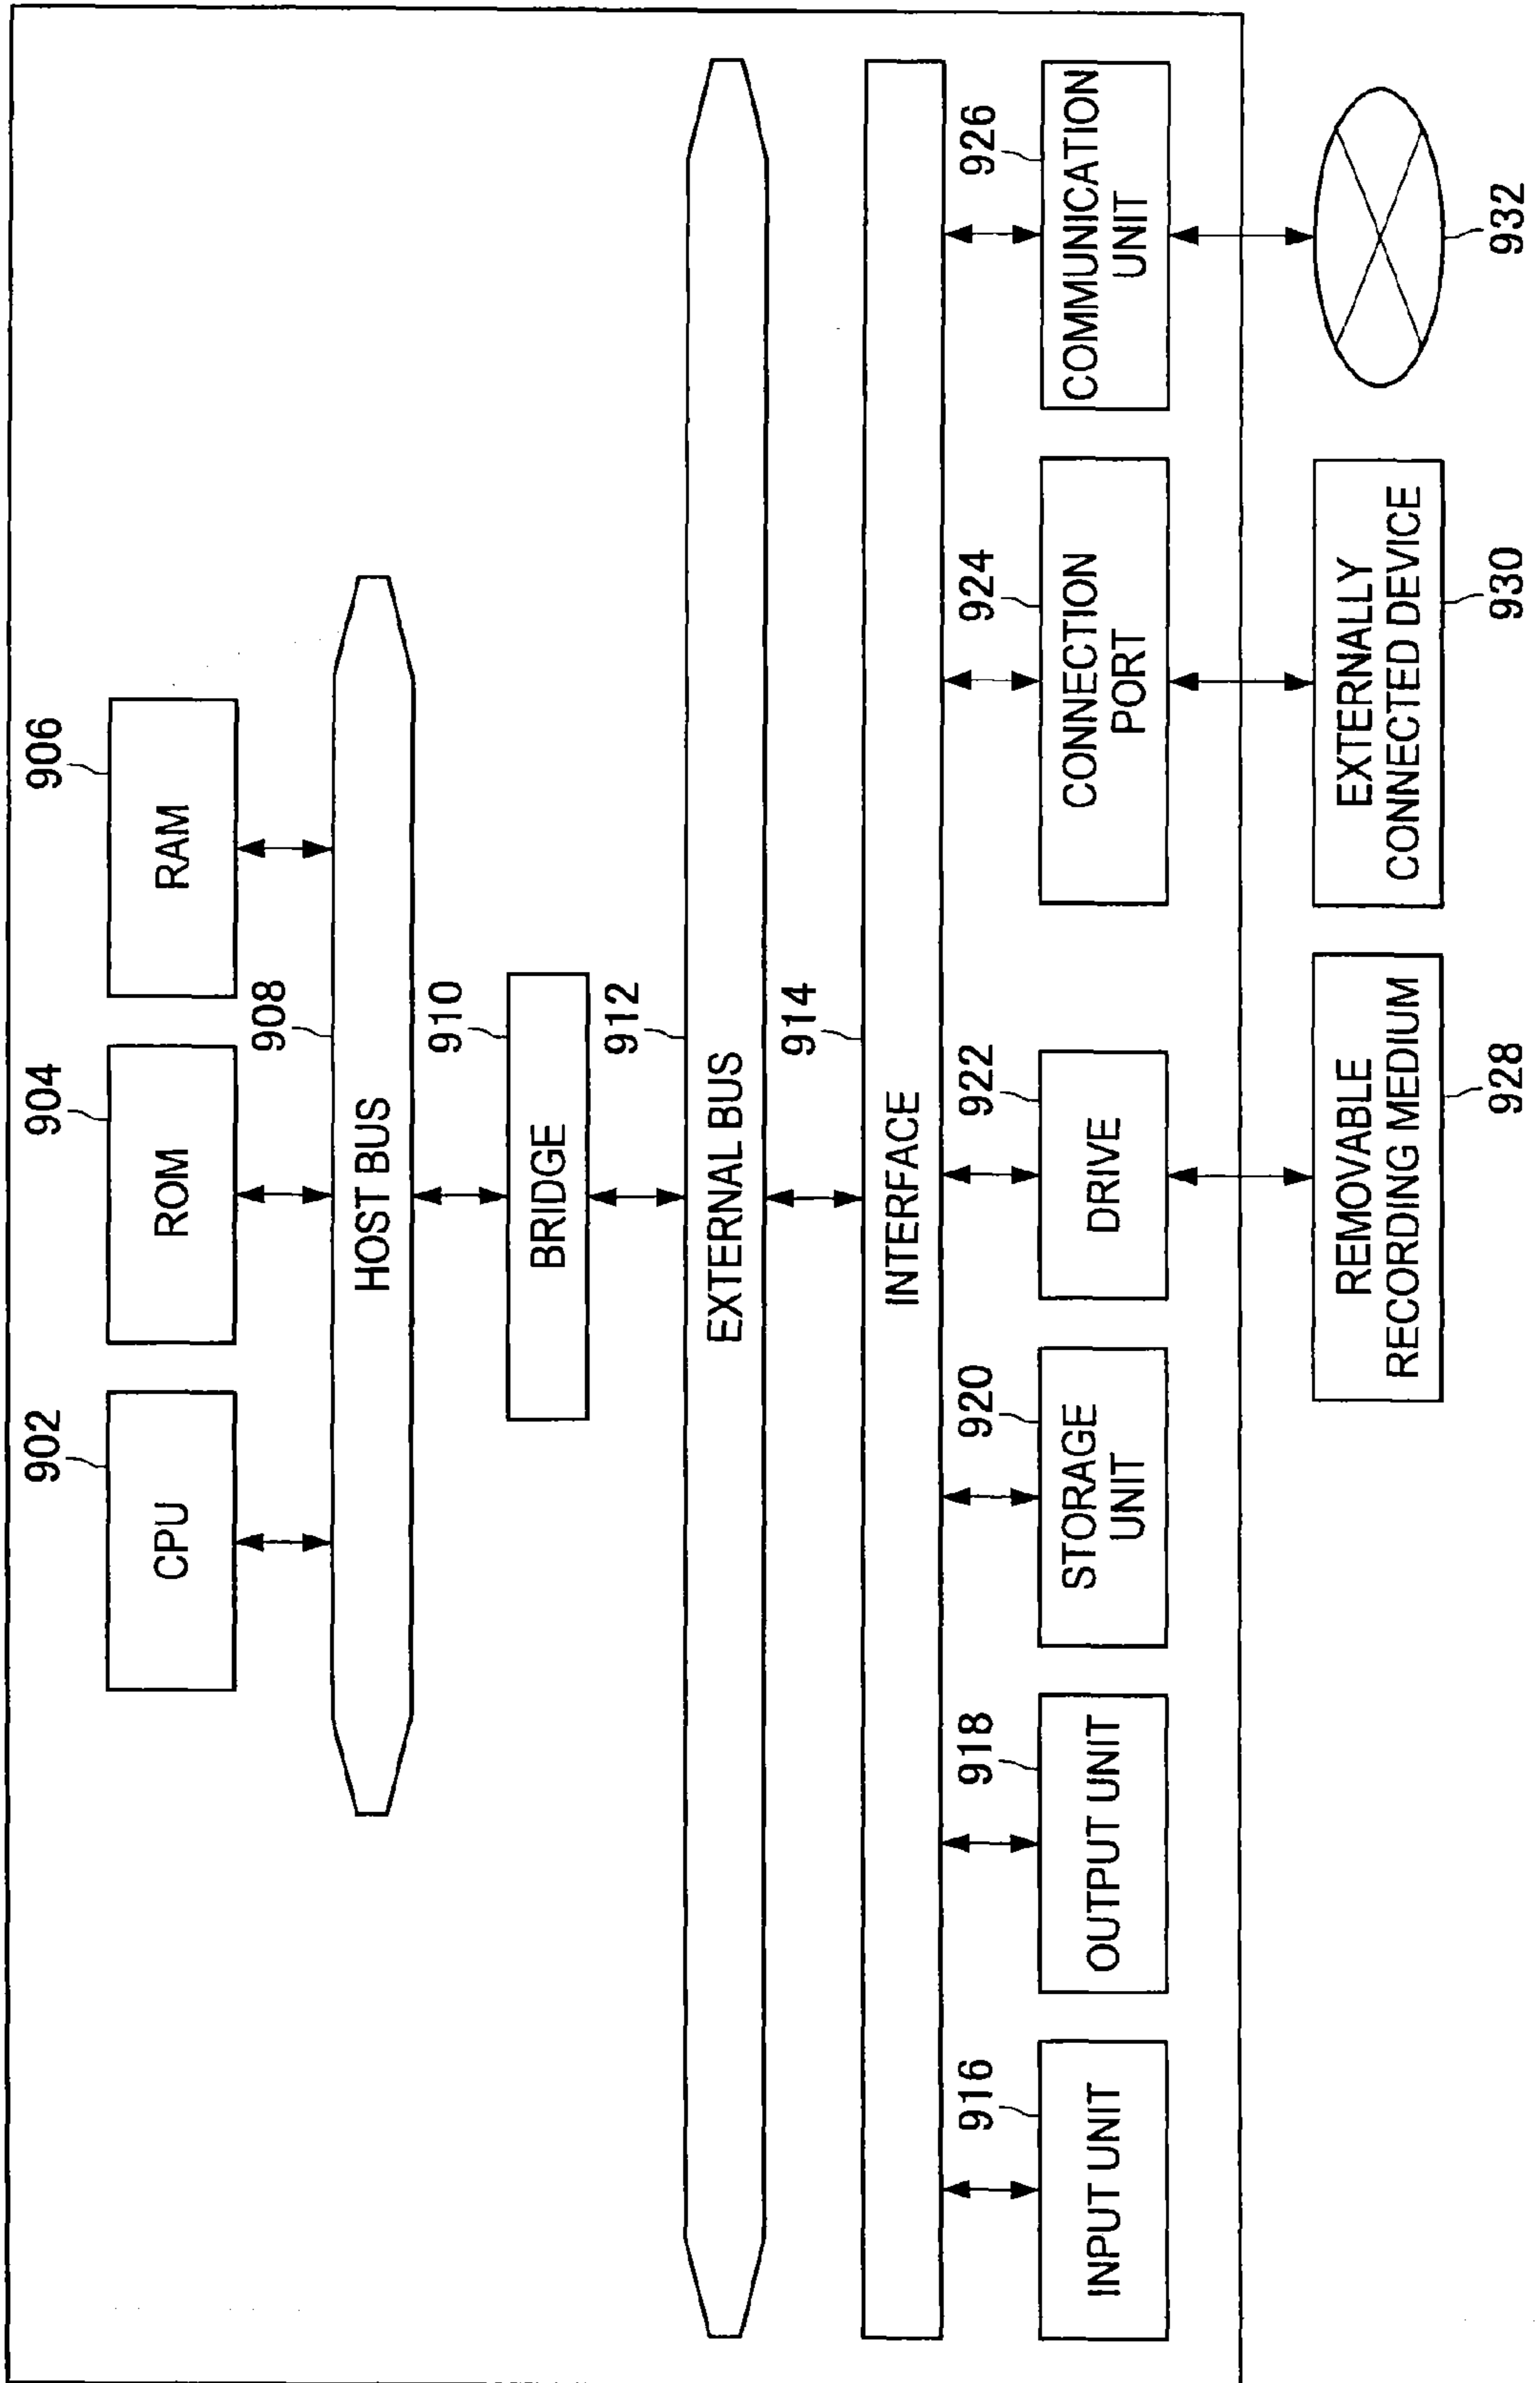 902
904
906
CPU
ROM
RAM
908
HOST BUS
910
BRIDGE
912
EXTERNAL BUS
914
INTERFACE
916
918
920
922
924
926
INPUT UNIT
OUTPUT UNIT
STORAGE
UNIT
DRIVE
CONNECTION
PORT
COMMUNICATION
UNIT
REMOVABLE
RECORDING MEDIUM
EXTERNALLY
CONNECTED DEVICE
928
930
932